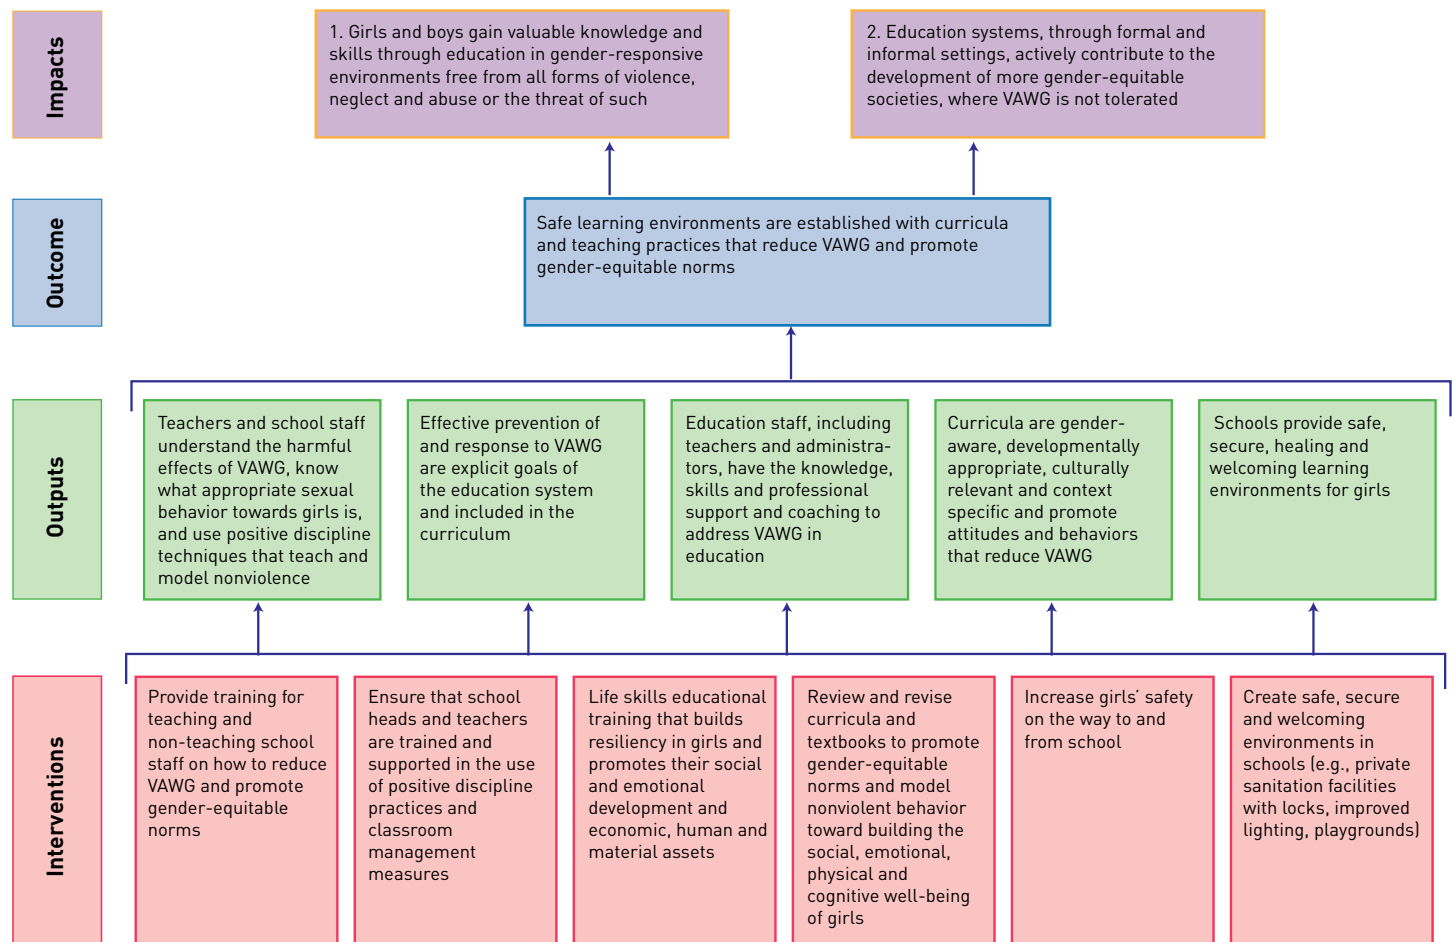 Impacts
1. Girls and boys gain valuable knowledge and
skills through education in gender-responsive
environments free from all forms of violence,
neglect and abuse or the threat of such
2. Education systems, through formal and
informal settings, actively contribute to the
development of more gender-equitable
societies, where VAWG is not tolerated
Outcome
Safe learning environments are established with curricula
and teaching practices that reduce VAWG and promote
gender-equitable norms
Outputs
Teachers and school staff
understand the harmful
effects of VAWG, know
what appropriate sexual
behavior towards girls is,
and use positive discipline
techniques that teach and
model nonviolence
Effective prevention of
and response to VAWG
are explicit goals of
the education system
and included in the
curriculum
Education staff, including
teachers and administra-
tors, have the knowledge,
skills and professional
support and coaching to
address VAWG in
education
Curricula are gender-
aware, developmentally
appropriate, culturally
relevant and context
specific and promote
attitudes and behaviors
that reduce VAWG
Schools provide safe,
secure, healing and
welcoming learning
environments for girls
Interventions
Provide training for
teaching and
non-teaching school
staff on how to reduce
VAWG and promote
gender-equitable
norms
Ensure that school
heads and teachers
are trained and
supported in the use
of positive discipline
practices and
classroom
management
measures
Life skills educational
training that builds
resiliency in girls and
promotes their social
and emotional
development and
economic, human and
material assets
Review and revise
curricula and
textbooks to promote
gender-equitable
norms and model
nonviolent behavior
toward building the
social, emotional,
physical and
cognitive well-being
of girls
Increase girls’ safety
on the way to and
from school
Create safe, secure
and welcoming
environments in
schools (e.g., private
sanitation facilities
with locks, improved
lighting, playgrounds)